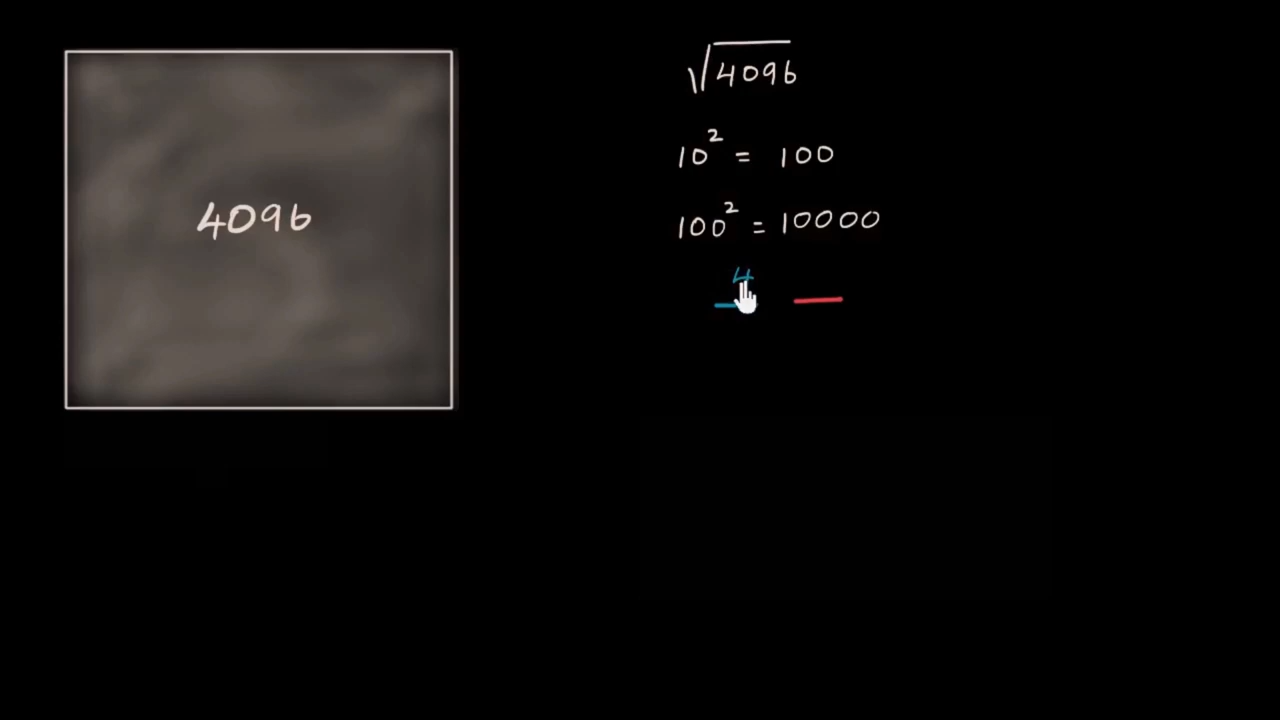 4096
√4096
10² = 100
100² = 10000
4